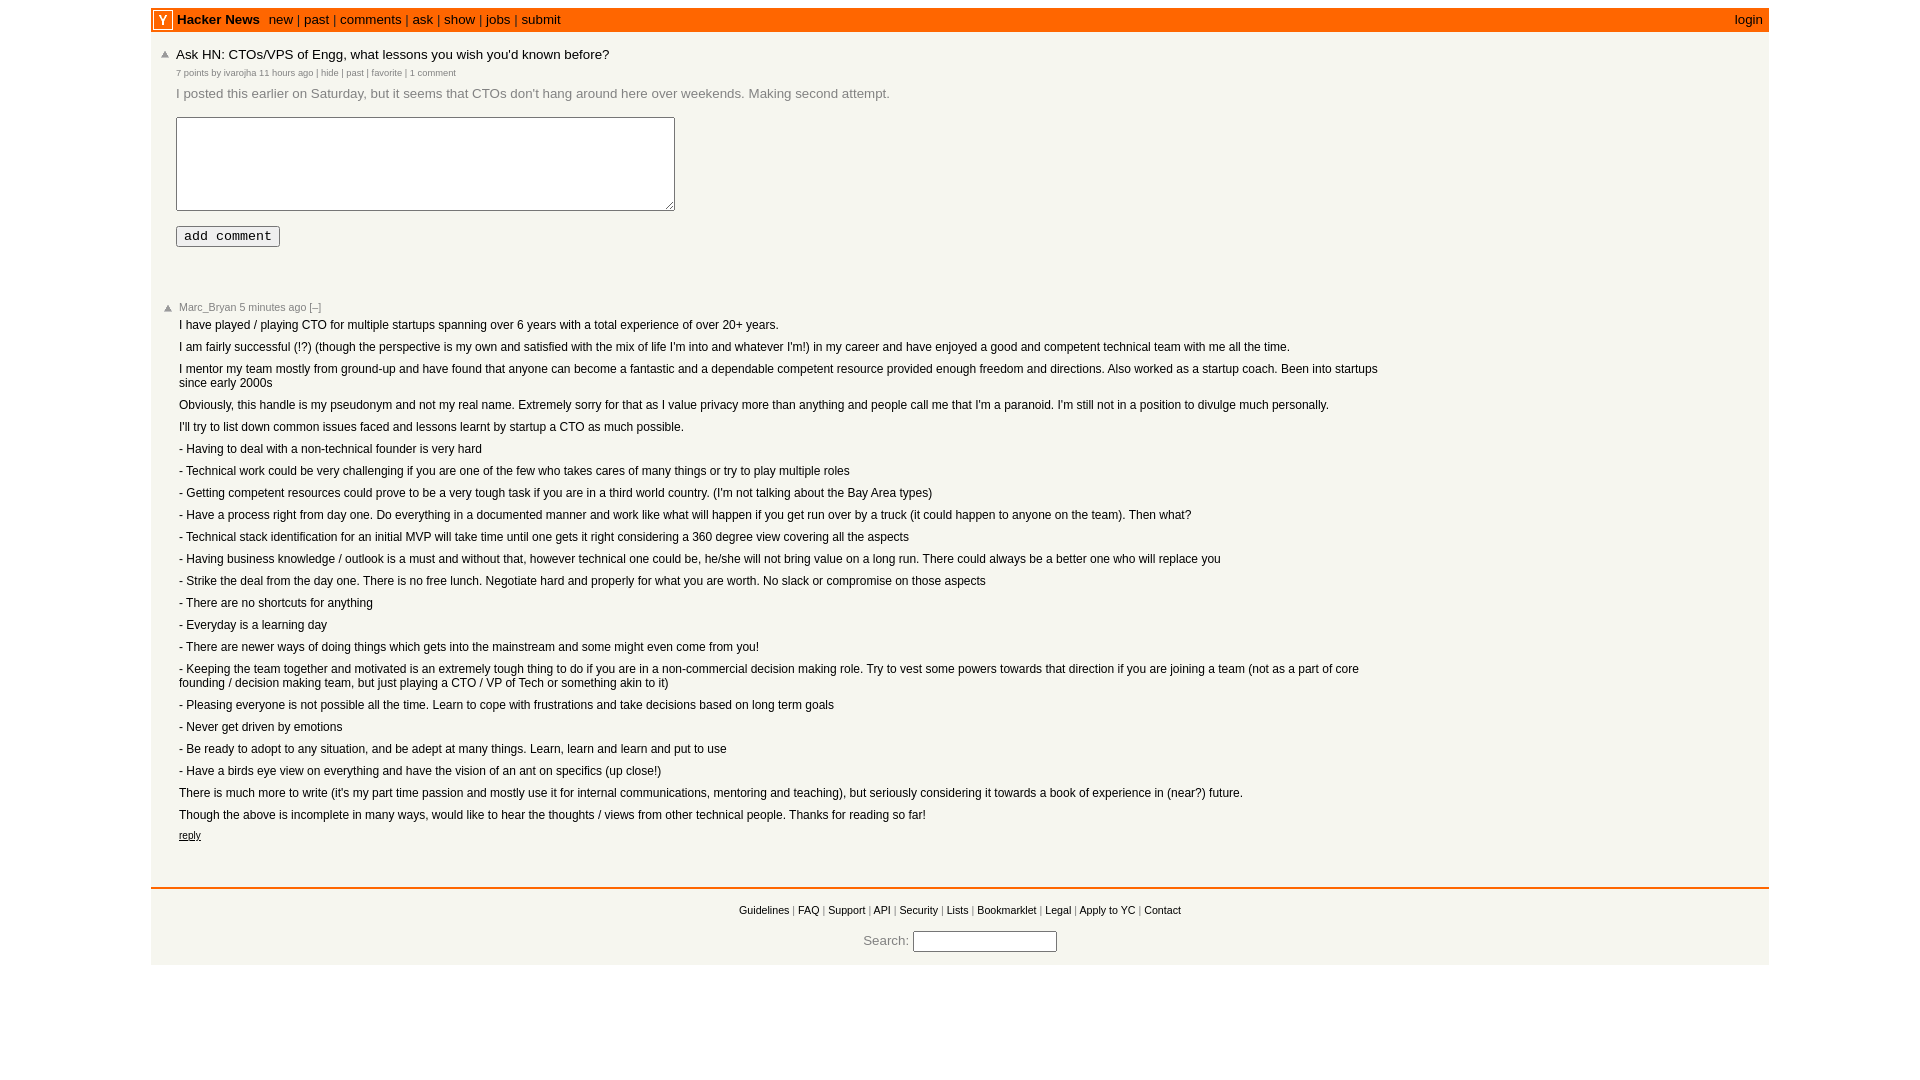 Y Hacker News new | past | comments | ask | show | jobs | submit login
Ask HN: CTOs/VPS of Engg, what lessons you wish you'd known before?
7 points by ivarojha 11 hours ago | hide | past | favorite | 1 comment
I posted this earlier on Saturday, but it seems that CTOs don't hang around here over weekends. Making second attempt.
add comment
Marc_Bryan 5 minutes ago [–]
I have played / playing CTO for multiple startups spanning over 6 years with a total experience of over 20+ years.
I am fairly successful (!?) (though the perspective is my own and satisfied with the mix of life I'm into and whatever I'm!) in my career and have enjoyed a good and competent technical team with me all the time.
I mentor my team mostly from ground-up and have found that anyone can become a fantastic and a dependable competent resource provided enough freedom and directions. Also worked as a startup coach. Been into startups
since early 2000s
Obviously, this handle is my pseudonym and not my real name. Extremely sorry for that as I value privacy more than anything and people call me that I'm a paranoid. I'm still not in a position to divulge much personally.
I'll try to list down common issues faced and lessons learnt by startup a CTO as much possible.
- Having to deal with a non-technical founder is very hard
- Technical work could be very challenging if you are one of the few who takes cares of many things or try to play multiple roles
- Getting competent resources could prove to be a very tough task if you are in a third world country. (I'm not talking about the Bay Area types)
- Have a process right from day one. Do everything in a documented manner and work like what will happen if you get run over by a truck (it could happen to anyone on the team). Then what?
- Technical stack identification for an initial MVP will take time until one gets it right considering a 360 degree view covering all the aspects
- Having business knowledge / outlook is a must and without that, however technical one could be, he/she will not bring value on a long run. There could always be a better one who will replace you
- Strike the deal from the day one. There is no free lunch. Negotiate hard and properly for what you are worth. No slack or compromise on those aspects
- There are no shortcuts for anything
- Everyday is a learning day
- There are newer ways of doing things which gets into the mainstream and some might even come from you!
- Keeping the team together and motivated is an extremely tough thing to do if you are in a non-commercial decision making role. Try to vest some powers towards that direction if you are joining a team (not as a part of core
founding / decision making team, but just playing a CTO / VP of Tech or something akin to it)
- Pleasing everyone is not possible all the time. Learn to cope with frustrations and take decisions based on long term goals
- Never get driven by emotions
- Be ready to adopt to any situation, and be adept at many things. Learn, learn and learn and put to use
- Have a birds eye view on everything and have the vision of an ant on specifics (up close!)
There is much more to write (it's my part time passion and mostly use it for internal communications, mentoring and teaching), but seriously considering it towards a book of experience in (near?) future.
Though the above is incomplete in many ways, would like to hear the thoughts / views from other technical people. Thanks for reading so far!
reply
Guidelines | FAQ | Support | API | Security | Lists | Bookmarklet | Legal | Apply to YC | Contact
Search: